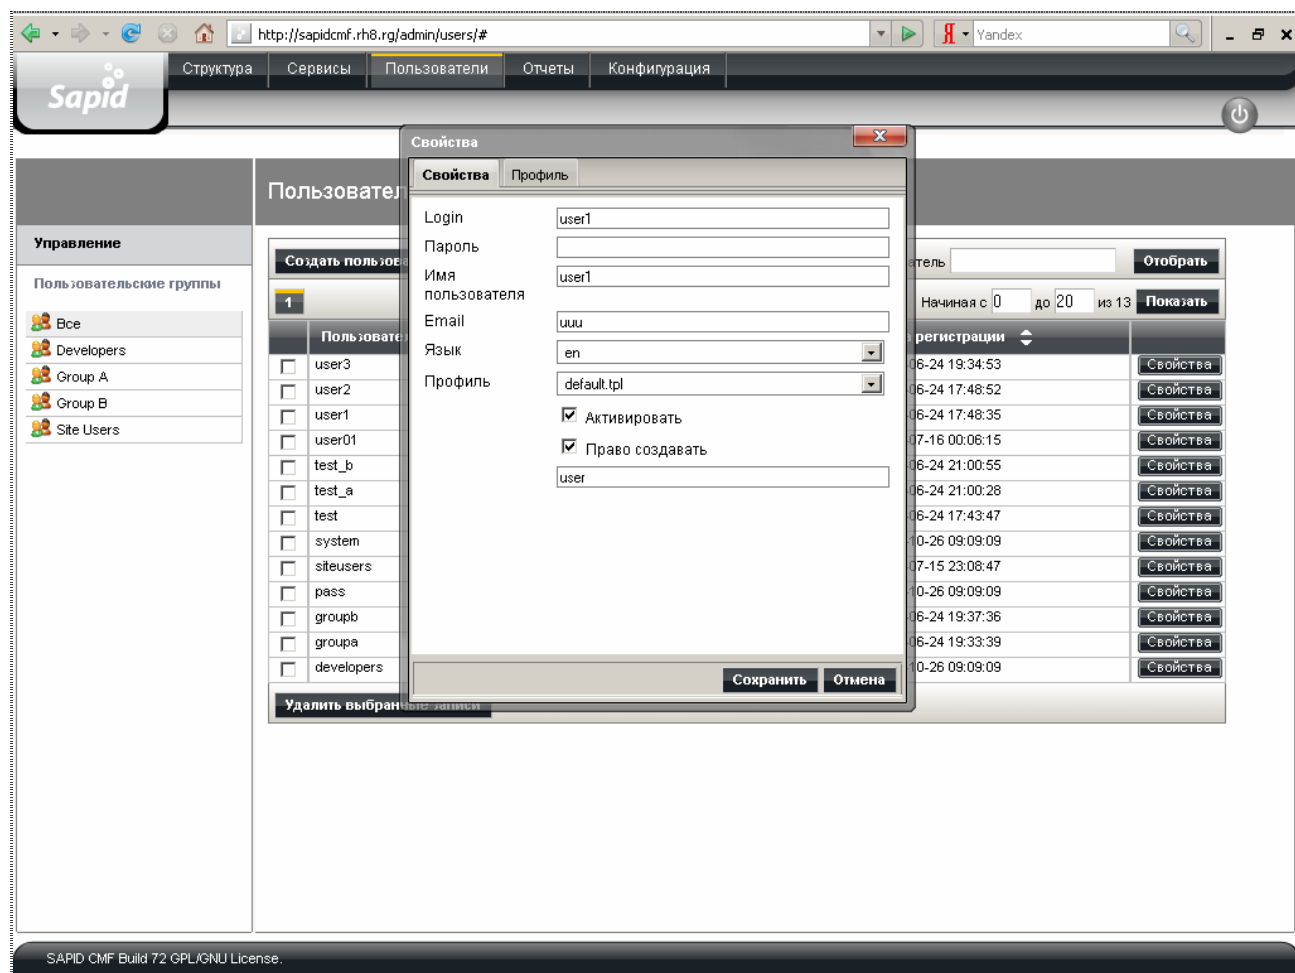 http://sapidcmf.rh8.rg/admin/users/#
Yandex
Sapid
Структура Сервисы Пользователи Отчеты Конфигурация
Свойства
Свойства Профиль
Login user1
Пароль
Имя пользователя user1
Email uuu
Язык en
Профиль default.tpl
Активировать
Право создавать
user
Сохранить Отмена
Управление
Пользовательские группы
Все
Developers
Group A
Group B
Site Users
Отобрать
1 Начиная с 0 до 20 из 13 Показать
регистрации
user3 06-24 19:34:53 Свойства
user2 06-24 17:48:52 Свойства
user1 06-24 17:48:35 Свойства
user01 07-16 00:06:15 Свойства
test_b 06-24 21:00:55 Свойства
test_a 06-24 21:00:28 Свойства
test 06-24 17:43:47 Свойства
system 10-26 09:09:09 Свойства
siteusers 07-15 23:08:47 Свойства
pass 10-26 09:09:09 Свойства
groupb 06-24 19:37:36 Свойства
groupa 06-24 19:33:39 Свойства
developers 10-26 09:09:09 Свойства
Удалить выбранные записи
SAPID CMF Build 72 GPL/GNU License.